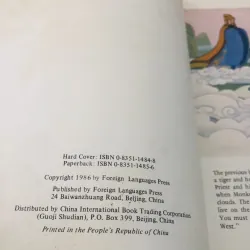 Hard Cover: ISBN 0-8351-1484-8
Paperback: ISBN 0-8351-1485-6
Copyright 1986 by Foreign Languages Press
Published by Foreign Languages Press
24 Baiwanzhuang Road, Beijing, China
Distributed by China International Book Trading Corporation
(Guoji Shudian), P.O. Box 399, Beijing, China
Printed in the People's Republic of China
The previous
a tiger and
Priest and
when Monk
clouds. The
live on the
You must
West."